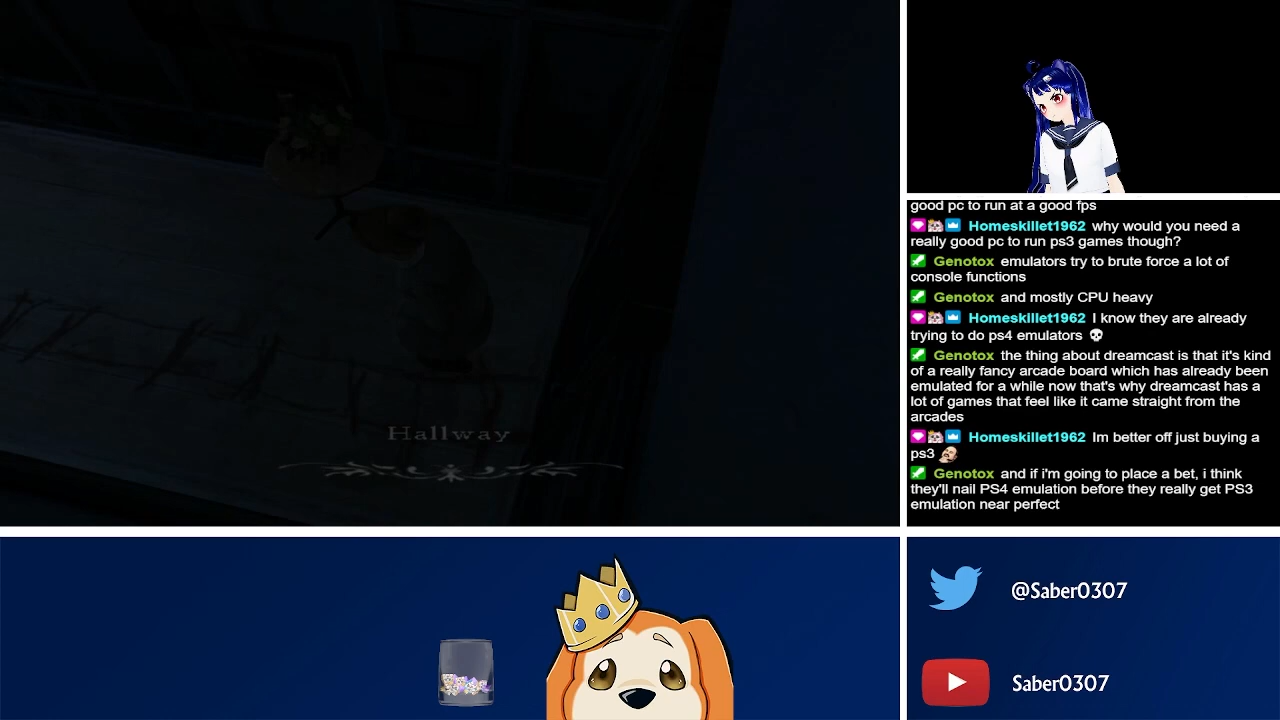 good pc to run at a good fps
Homeskillet1962 why would you need a
really good pc to run ps3 games though?
Genotox emulators try to brute force a lot of
console functions
Genotox and mostly CPU heavy
Homeskillet1962 I know they are already
trying to do ps4 emulators 💀
Genotox the thing about dreamcast is that it's kind
of a really fancy arcade board which has already been
emulated for a while now that's why dreamcast has a
lot of games that feel like it came straight from the
arcades
Homeskillet1962 Im better off just buying a
ps3
Genotox and if i'm going to place a bet, i think
they'll nail PS4 emulation before they really get PS3
emulation near perfect
Hallway
@Saber0307
Saber0307